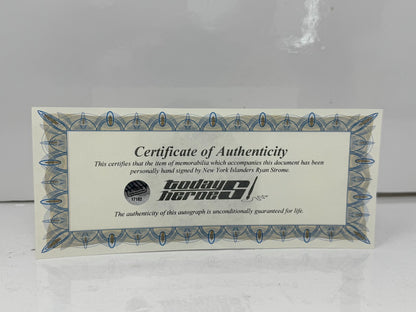 Certificate of Authenticity
This certifies that the item of memorabilia which accompanies this document has been
personally hand signed by New York Islanders Ryan Strome.
today
heroes
17182
The authenticity of this autograph is unconditionally guaranteed for life.